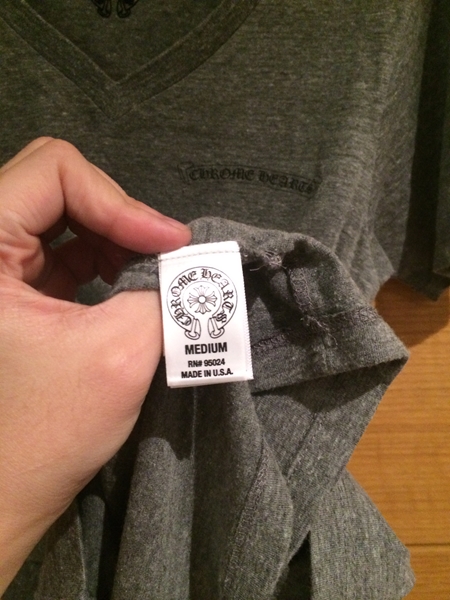 CHROME HEARTS
CHROME HEARTS
MEDIUM
RN# 95024
MADE IN U.S.A.